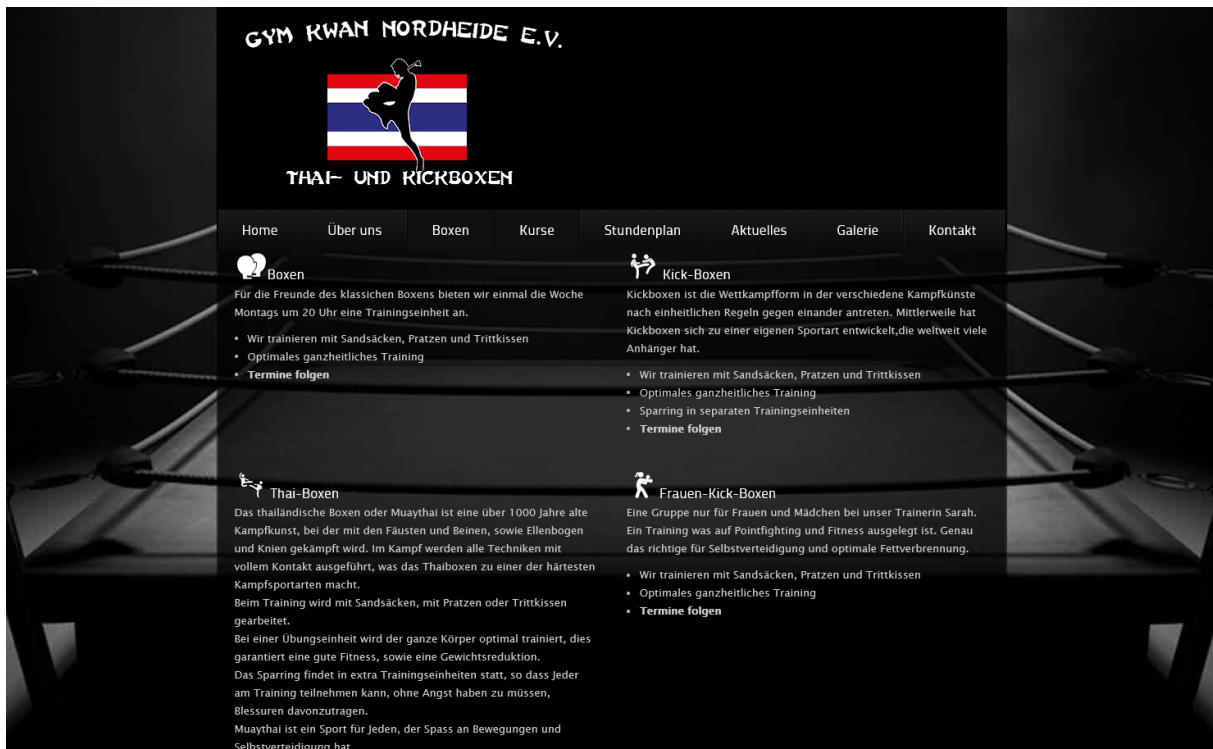 GYM KWAN NORDHEIDE E.V.
THAI- UND KICKBOXEN
Home Über uns Boxen Kurse Stundenplan Aktuelles Galerie Kontakt
Boxen
Für die Freunde des klassichen Boxens bieten wir einmal die Woche
Montags um 20 Uhr eine Trainingseinheit an.
• Wir trainieren mit Sandsäcken, Pratzen und Trittkissen
• Optimales ganzheitliches Training
• Termine folgen
Kick-Boxen
Kickboxen ist die Wettkampfform in der verschiedene Kampfkünste
nach einheitlichen Regeln gegen einander antreten. Mittlerweile hat
Kickboxen sich zu einer eigenen Sportart entwickelt,die weltweit viele
Anhänger hat.
• Wir trainieren mit Sandsäcken, Pratzen und Trittkissen
• Optimales ganzheitliches Training
• Sparring in separaten Trainingseinheiten
• Termine folgen
Thai-Boxen
Das thailändische Boxen oder Muaythai ist eine über 1000 Jahre alte
Kampfkunst, bei der mit den Fäusten und Beinen, sowie Ellenbogen
und Knien gekämpft wird. Im Kampf werden alle Techniken mit
vollem Kontakt ausgeführt, was das Thaiboxen zu einer der härtesten
Kampfsportarten macht.
Beim Training wird mit Sandsäcken, mit Pratzen oder Trittkissen
gearbeitet.
Bei einer Übungseinheit wird der ganze Körper optimal trainiert, dies
garantiert eine gute Fitness, sowie eine Gewichtsreduktion.
Das Sparring findet in extra Trainingseinheiten statt, so dass Jeder
am Training teilnehmen kann, ohne Angst haben zu müssen,
Blessuren davonzutragen.
Muaythai ist ein Sport für Jeden, der Spass an Bewegungen und
Selbstverteidigung hat.
Frauen-Kick-Boxen
Eine Gruppe nur für Frauen und Mädchen bei unser Trainerin Sarah.
Ein Training was auf Pointfighting und Fitness ausgelegt ist. Genau
das richtige für Selbstverteidigung und optimale Fettverbrennung.
• Wir trainieren mit Sandsäcken, Pratzen und Trittkissen
• Optimales ganzheitliches Training
• Termine folgen